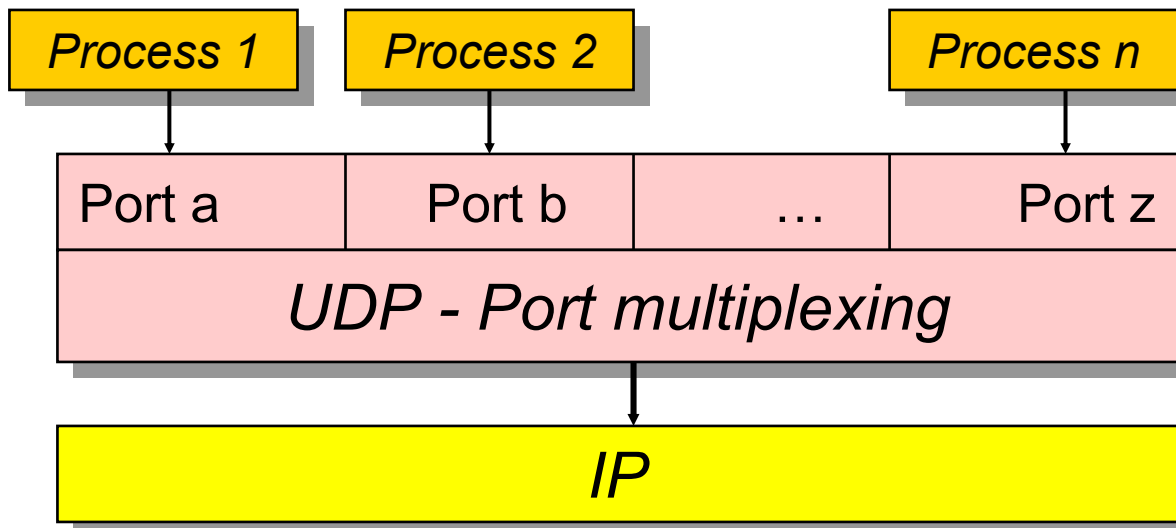 Process 1 Process 2 Process n
Port a Port b … Port z
UDP - Port multiplexing
IP